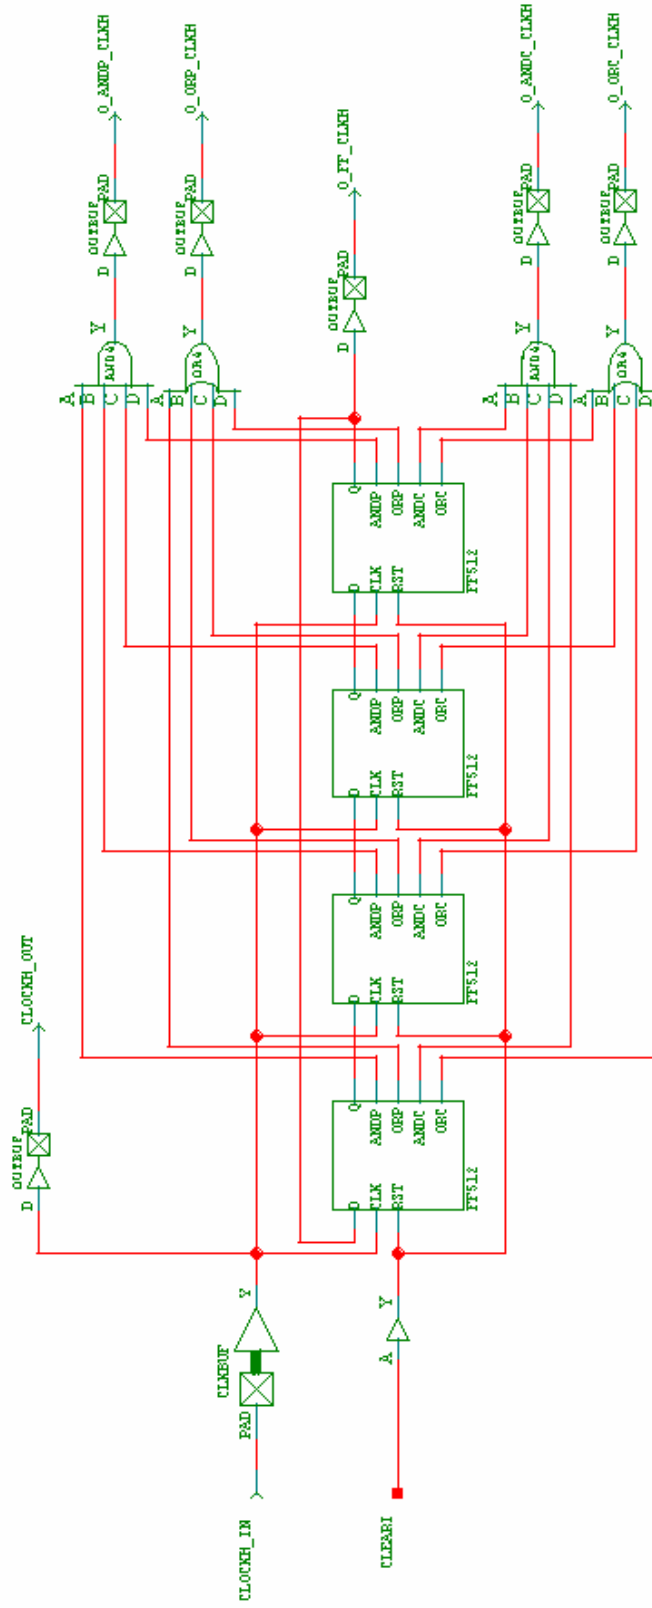 O_ANDP_CLKH
PAD
OUTBUF
D
Y
AND4
A
B
C
D
O_ORP_CLKH
PAD
OUTBUF
D
Y
OR4
A
B
C
D
O_FF_CLKH
PAD
OUTBUF
D
O_ANDC_CLKH
PAD
OUTBUF
D
Y
AND4
A
B
C
D
O_ORC_CLKH
PAD
OUTBUF
D
Y
OR4
A
B
C
D
Q
ANDP
ORP
ANDC
ORC
D
CLK
RST
FF512
Q
ANDP
ORP
ANDC
ORC
D
CLK
RST
FF512
Q
ANDP
ORP
ANDC
ORC
D
CLK
RST
FF512
Q
ANDP
ORP
ANDC
ORC
D
CLK
RST
FF512
CLOCKH_OUT
PAD
OUTBUF
D
Y
CLKBUF
PAD
CLOCKH_IN
Y
A
CLEARI